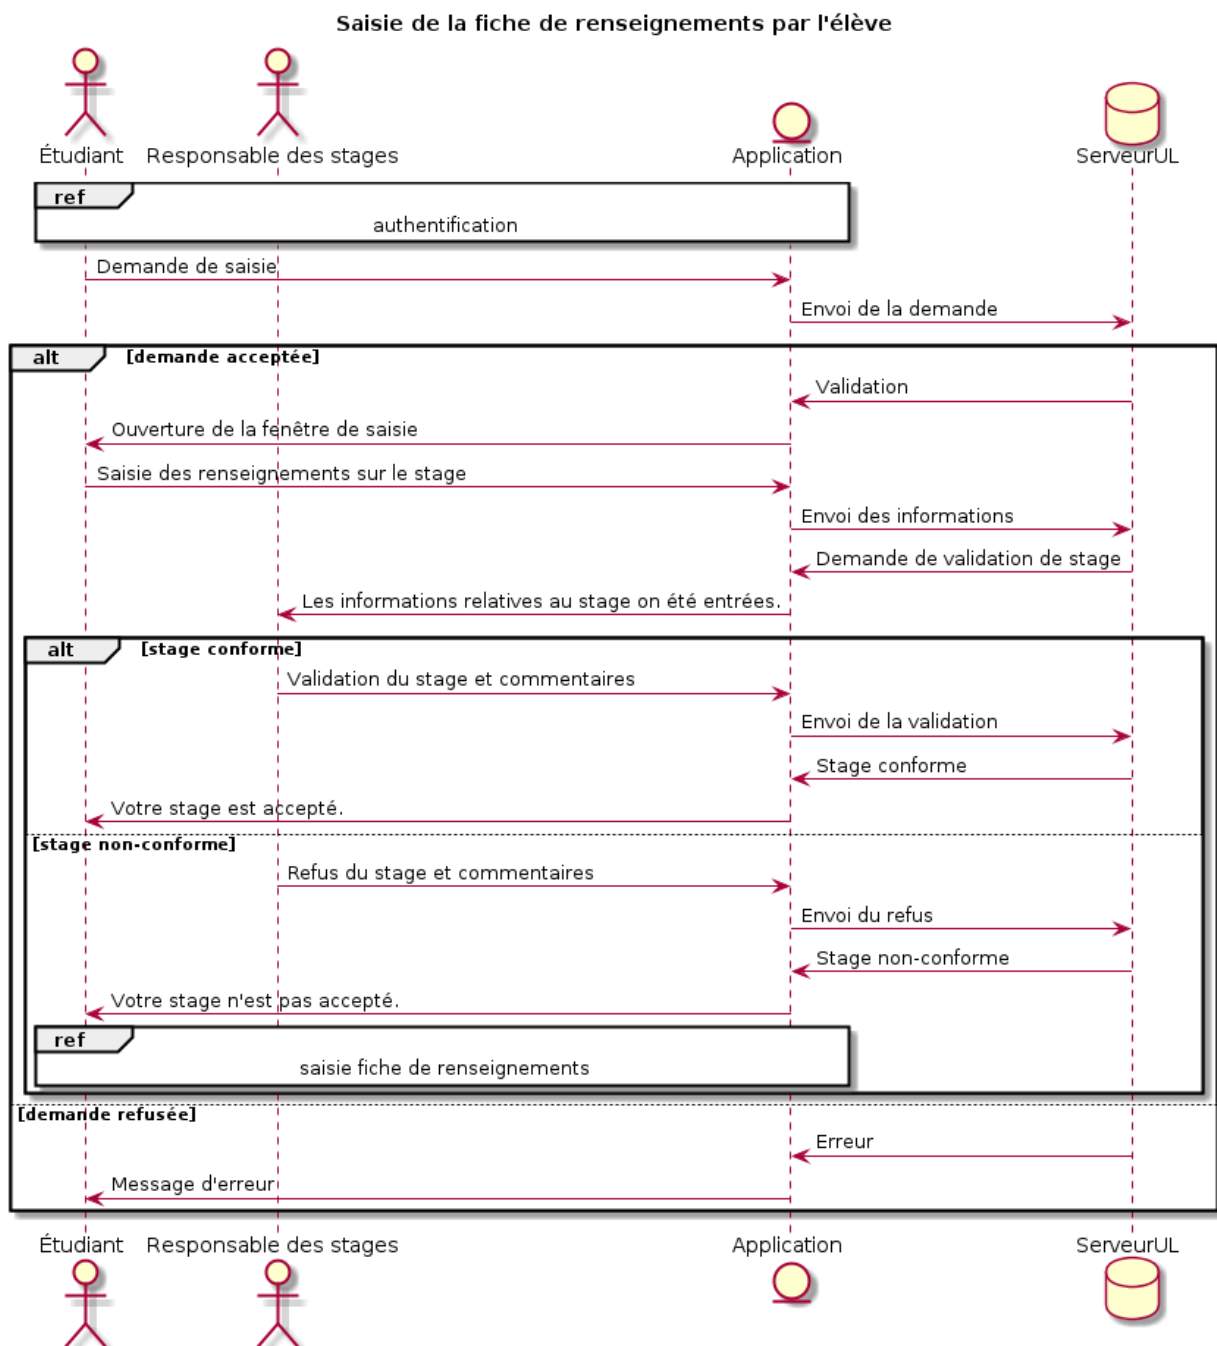 Saisie de la fiche de renseignements par l'élève
Étudiant Responsable des stages Application ServeurUL
ref
authentification
Demande de saisie
Envoi de la demande
alt [demande acceptée]
Validation
Ouverture de la fenêtre de saisie
Saisie des renseignements sur le stage
Envoi des informations
Demande de validation de stage
Les informations relatives au stage on été entrées.
alt [stage conforme]
Validation du stage et commentaires
Envoi de la validation
Stage conforme
Votre stage est accepté.
[stage non-conforme]
Refus du stage et commentaires
Envoi du refus
Stage non-conforme
Votre stage n'est pas accepté.
ref
saisie fiche de renseignements
[demande refusée]
Erreur
Message d'erreur
Étudiant Responsable des stages Application ServeurUL